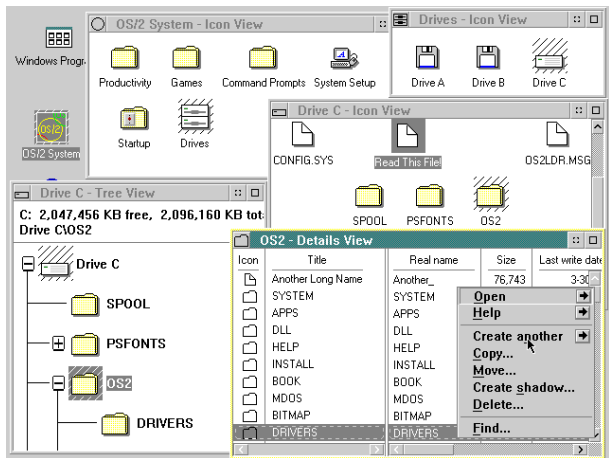 Windows Progr
OS/2 System
OS/2
OS/2 System - Icon View
Productivity
Games
Command Prompts
System Setup
Startup
Drives
Drives - Icon View
Drive A
Drive B
Drive C
Drive C - Icon View
CONFIG.SYS
Read This File!
OS2LDR.MSG
SPOOL
PSFONTS
OS2
Drive C - Tree View
C: 2,047,456 KB free, 2,096,160 KB tot
Drive C\OS2
Drive C
SPOOL
PSFONTS
OS2
DRIVERS
OS2 - Details View
Icon Title Real name Size Last write date
Another Long Name Another_ 76,743 3-30
SYSTEM SYSTEM
APPS APPS
DLL DLL
HELP HELP
INSTALL INSTALL
BOOK BOOK
MDOS MDOS
BITMAP BITMAP
DRIVERS DRIVERS
Open
Help
Create another
Copy...
Move...
Create shadow...
Delete...
Find...